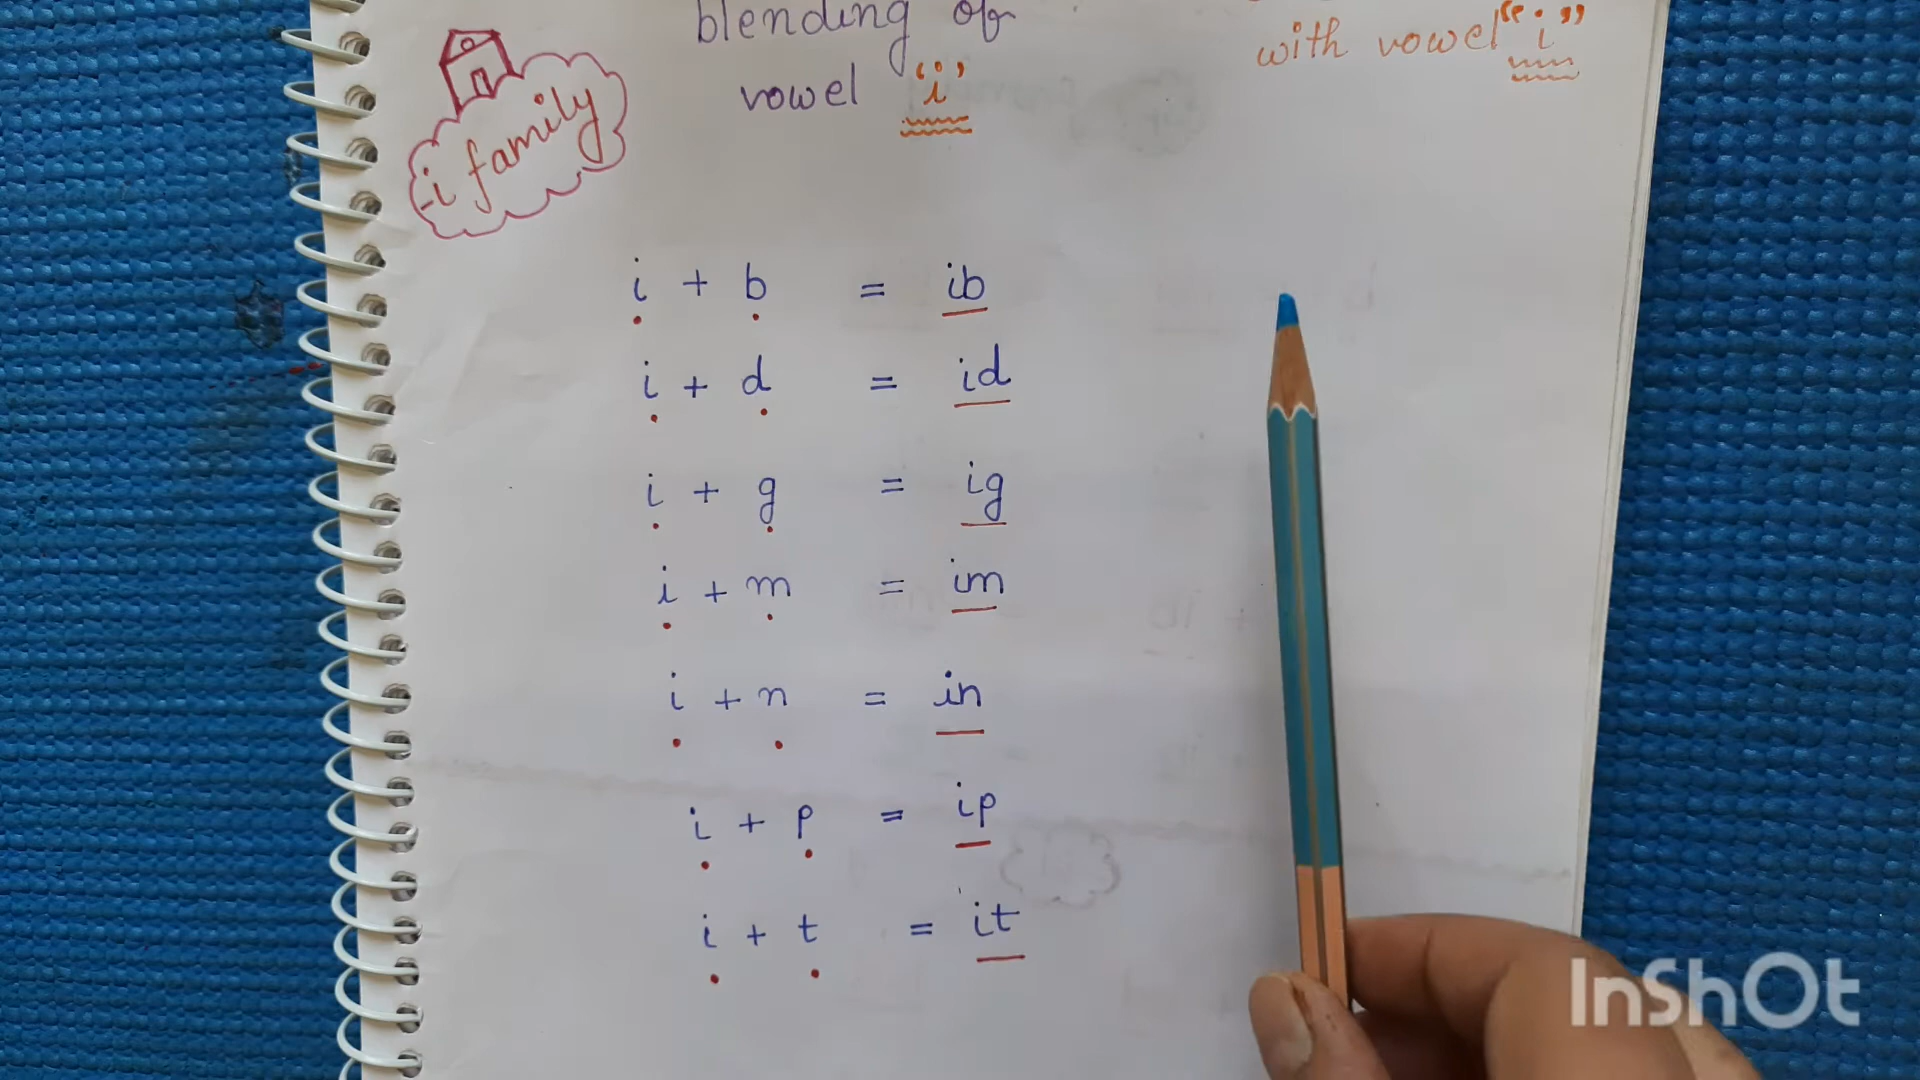 blending of
vowel 'i'
with vowel "i"
-i family
i + b = ib
i + d = id
i + g = ig
i + m = im
i + n = in
i + p = ip
i + t = it
InShOt